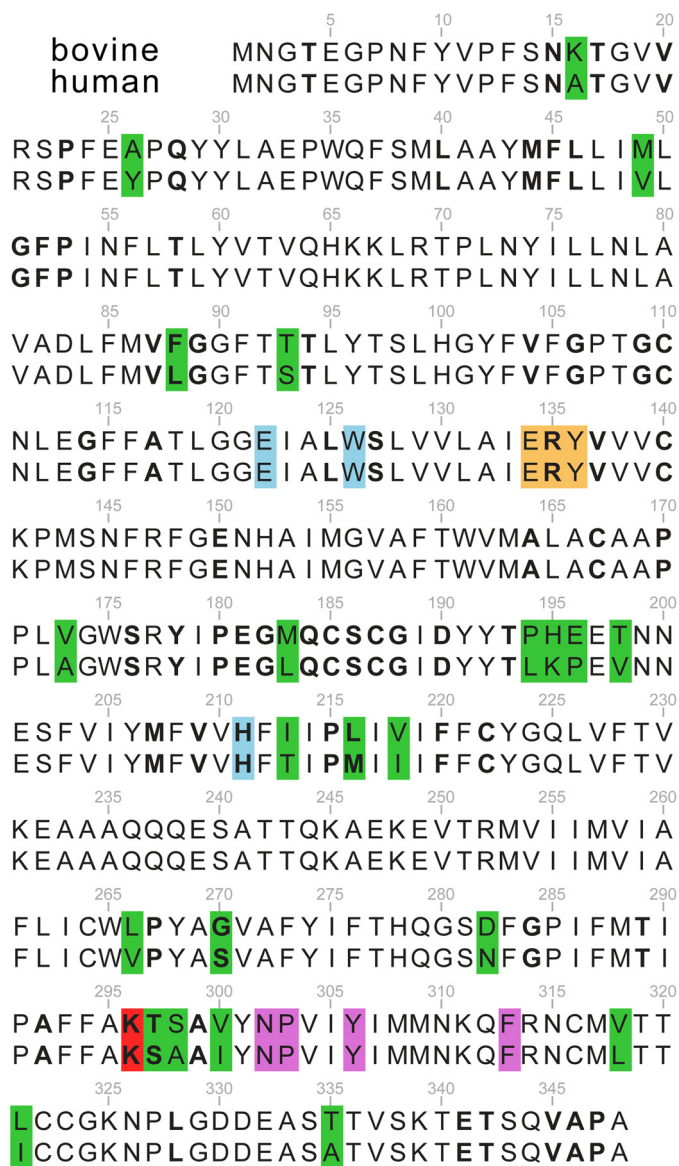 5 10 15 20
bovine MNGTEGPNFYVPFSNKTGVV
human MNGTEGPNFYVPFSNATGVV
25 30 35 40 45 50
RSPFEAPQYYLAEPWQFSMLAAYMFLLIML
RSPFEYPQYYLAEPWQFSMLAAYMFLLIVL
55 60 65 70 75 80
GFPINFLTLYVTVQHKKLRTPLNYILLNLA
GFPINFLTLYVTVQHKKLRTPLNYILLNLA
85 90 95 100 105 110
VADLFMVFGGFTTTLYTSLHGYFVFGPTGC
VADLFMVLGGFTSTLYTSLHGYFVFGPTGC
115 120 125 130 135 140
NLEGFFATLGGEIALWSLVVLAIERYVVVC
NLEGFFATLGGEIALWSLVVLAIERYVVVC
145 150 155 160 165 170
KPMSNFRFGENHAIMGVAFTWVMALACAAP
KPMSNFRFGENHAIMGVAFTWVMALACAAP
175 180 185 190 195 200
PLVGWSRYIPEGMQCSCGIDYYTPHEETNN
PLAGWSRYIPEGLQCSCGIDYYTLKPEVNN
205 210 215 220 225 230
ESFVIYMFVVHFIIPLIVIFFCYGQLVFTV
ESFVIYMFVVHFTIPMIIIFFCYGQLVFTV
235 240 245 250 255 260
KEAAAQQQESATTQKAEKEVTRMVIIMVIA
KEAAAQQQESATTQKAEKEVTRMVIIMVIA
265 270 275 280 285 290
FLICWLPYAGVAFYIFTHQGSDFGPIFMTI
FLICWVPYASVAFYIFTHQGSNFGPIFMTI
295 300 305 310 315 320
PAFFAKTSAVYNPVIYIMMNKQFRNCMVTT
PAFFAKSAAIYNPVIYIMMNKQFRNCMLTT
325 330 335 340 345
LCCGKNPLGDDEASTTVSKTETSQVAPA
ICCGKNPLGDDEASATVSKTETSQVAPA